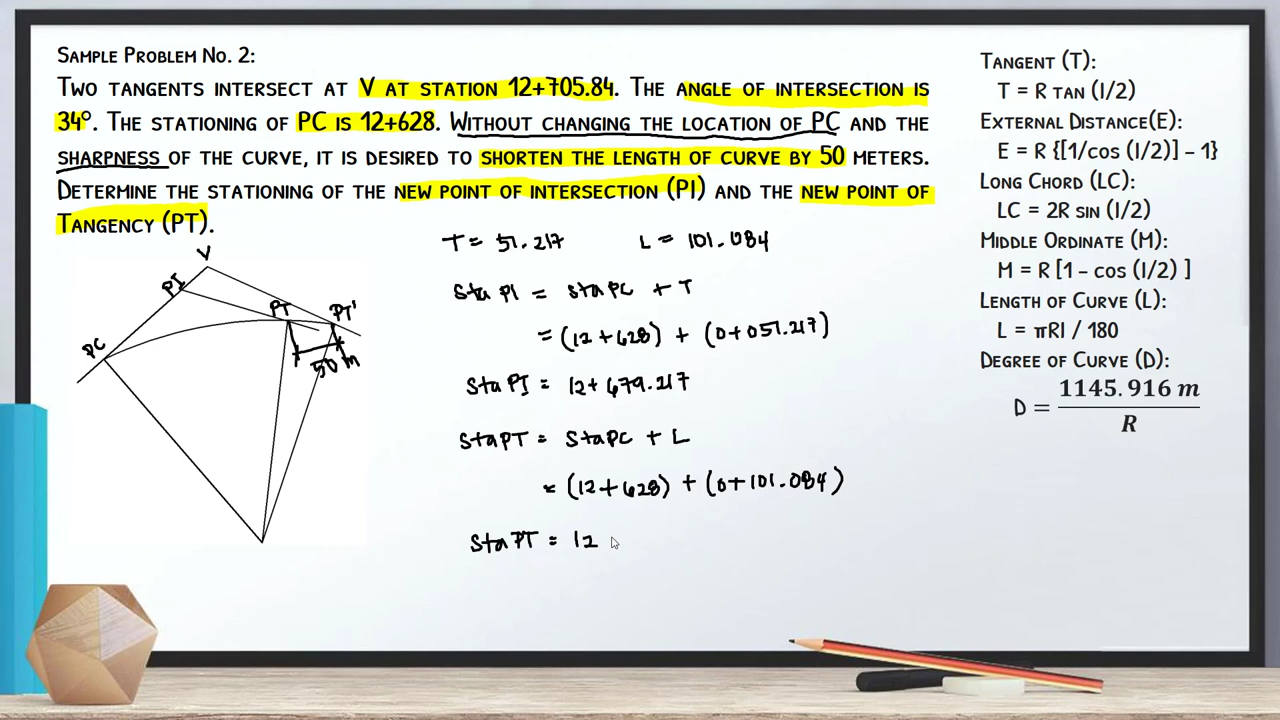 Sample Problem No. 2:
Two tangents intersect at V at station 12+705.84. The angle of intersection is
34°. The stationing of PC is 12+628. Without changing the location of PC and the
sharpness of the curve, it is desired to shorten the length of curve by 50 meters.
Determine the stationing of the new point of intersection (PI) and the new point of
Tangency (PT).
V
PI
PT
PT'
PC
50 m
T = 51.217 L = 101.084
Sta PI = Sta PC + T
= (12+628) + (0+051.217)
Sta PI = 12+679.217
Sta PT = Sta PC + L
= (12+628) + (0+101.084)
Sta PT = 12
Tangent (T):
T = R tan (I/2)
External Distance(E):
E = R {[1/cos (I/2)] – 1}
Long Chord (LC):
LC = 2R sin (I/2)
Middle Ordinate (M):
M = R [1 – cos (I/2) ]
Length of Curve (L):
L = πRI / 180
Degree of Curve (D):
D = 1145.916 m
R